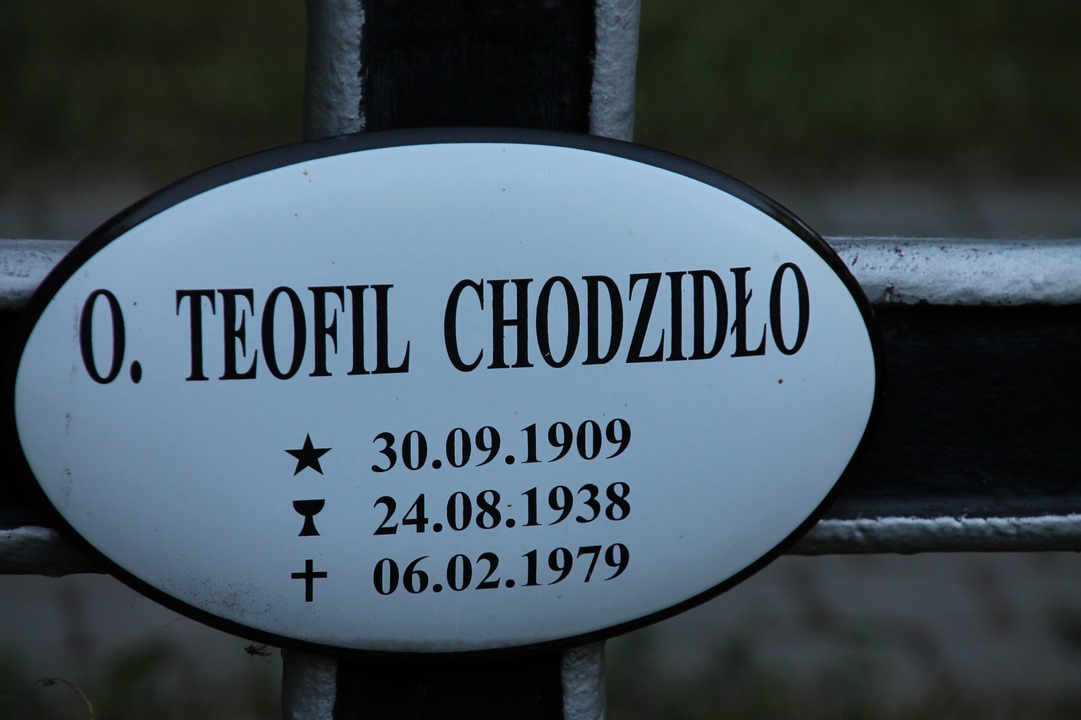 O. TEOFIL CHODZIDŁO
★ 30.09.1909
24.08.1938
✝ 06.02.1979